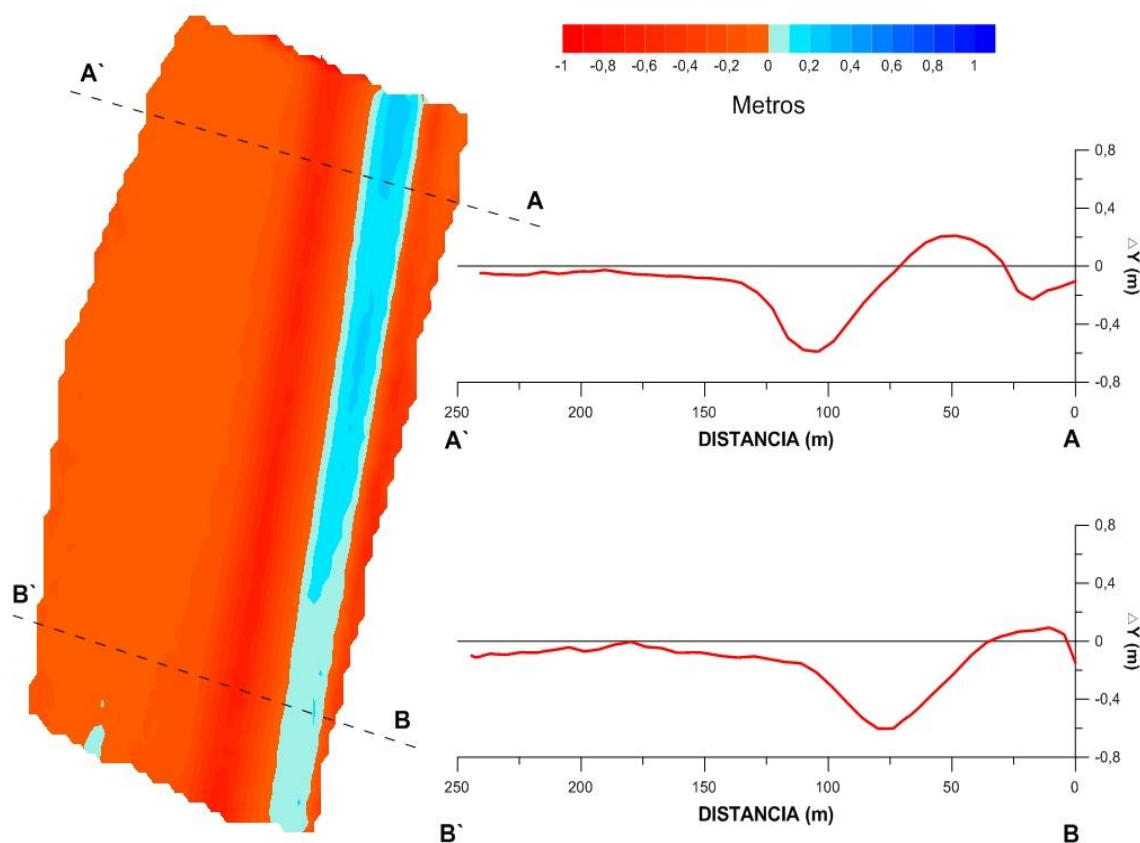 -1 -0,8 -0,6 -0,4 -0,2 0 0,2 0,4 0,6 0,8 1
Metros
A`
A
B`
B
0,8
0,4
0
-0,4
-0,8
△Y (m)
250 200 150 100 50 0
A` DISTANCIA (m) A
0,8
0,4
0
-0,4
-0,8
△Y (m)
250 200 150 100 50 0
DISTANCIA (m)
B` B